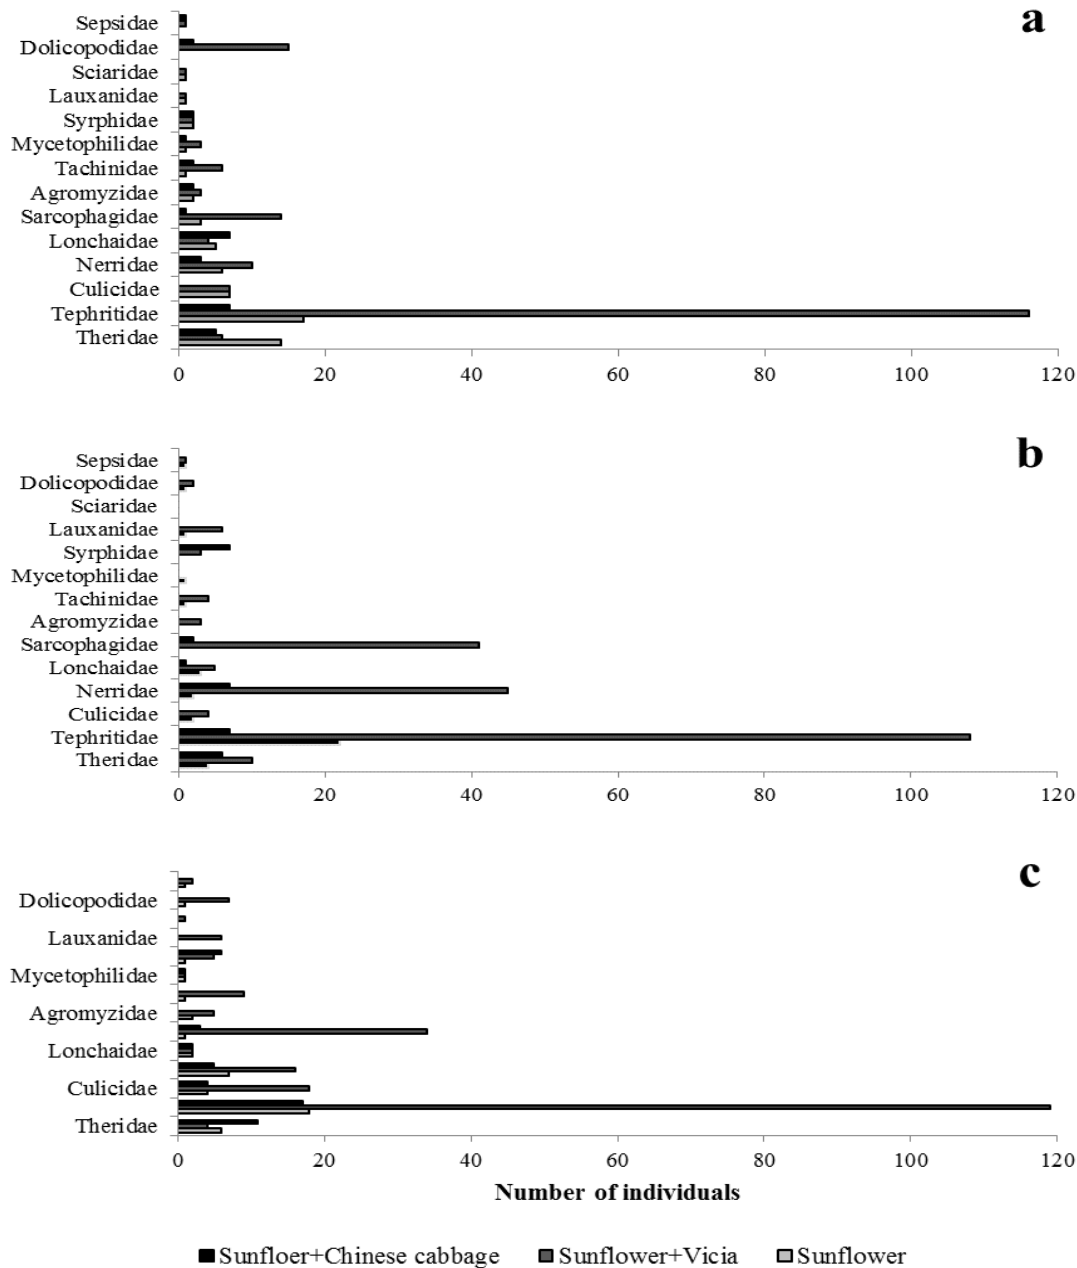 a
Sepsidae
Dolicopodidae
Sciaridae
Lauxanidae
Syrphidae
Mycetophilidae
Tachinidae
Agromyzidae
Sarcophagidae
Lonchaidae
Nerridae
Culicidae
Tephritidae
Theridae
0 20 40 60 80 100 120
b
Sepsidae
Dolicopodidae
Sciaridae
Lauxanidae
Syrphidae
Mycetophilidae
Tachinidae
Agromyzidae
Sarcophagidae
Lonchaidae
Nerridae
Culicidae
Tephritidae
Theridae
0 20 40 60 80 100 120
c
Dolicopodidae
Lauxanidae
Mycetophilidae
Agromyzidae
Lonchaidae
Culicidae
Theridae
0 20 40 60 80 100 120
Number of individuals
Sunfloer+Chinese cabbage Sunflower+Vicia Sunflower